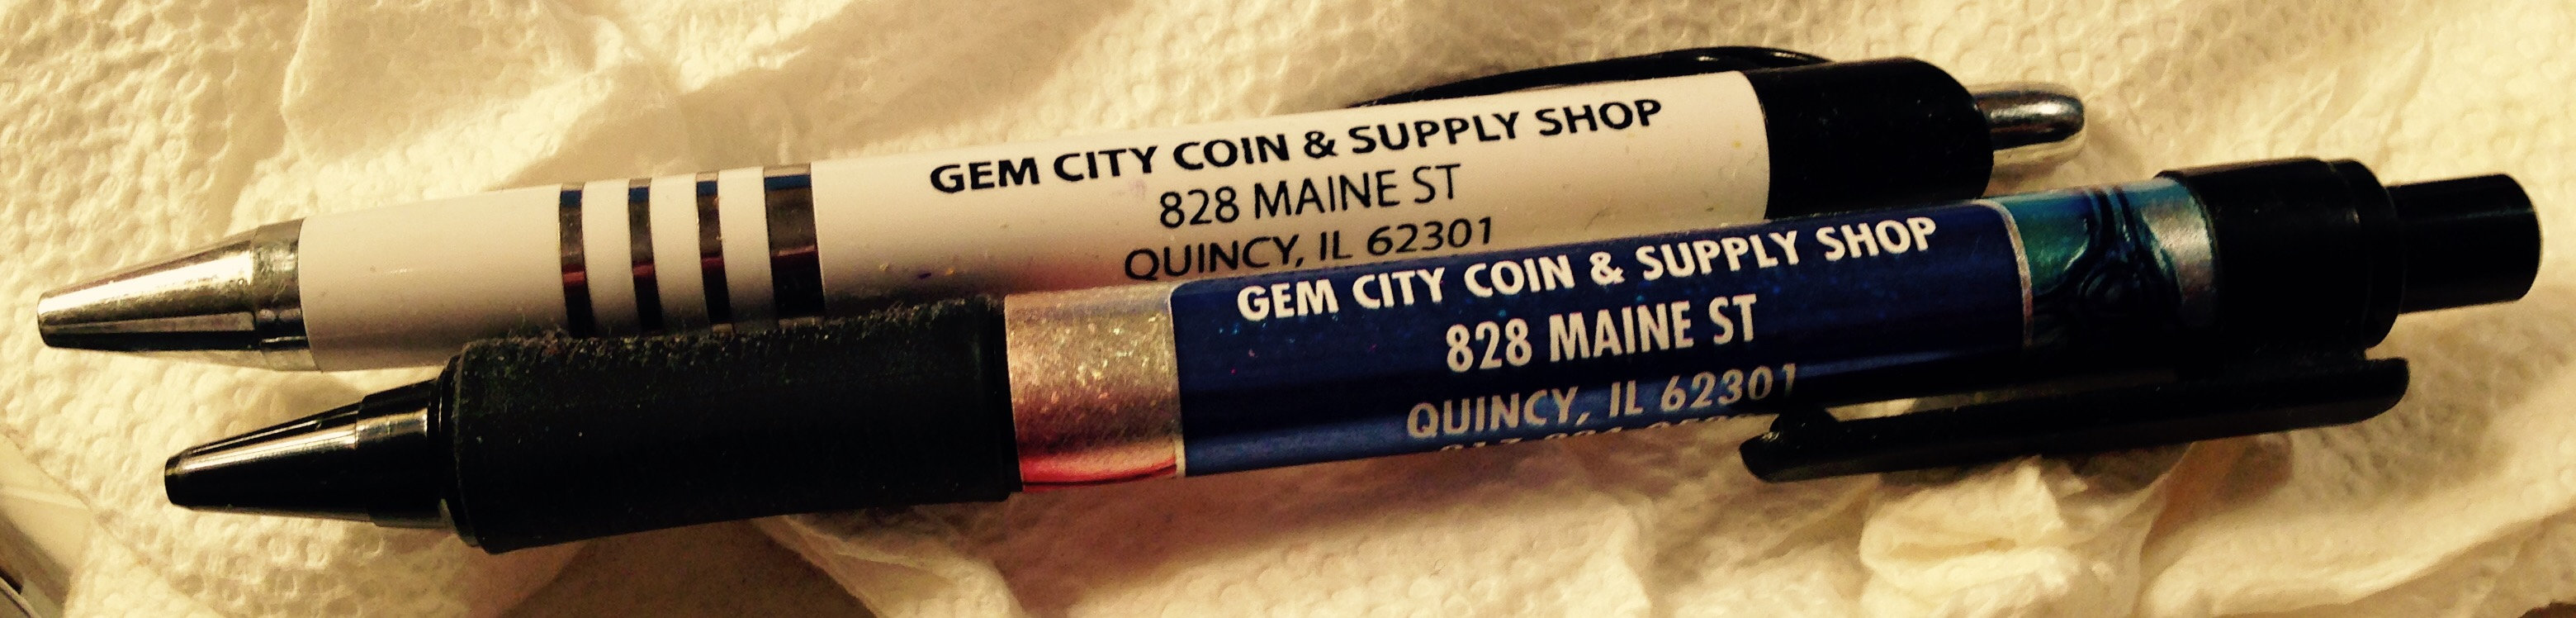 GEM CITY COIN & SUPPLY SHOP
828 MAINE ST
QUINCY, IL 62301
GEM CITY COIN & SUPPLY SHOP
828 MAINE ST
QUINCY, IL 62301